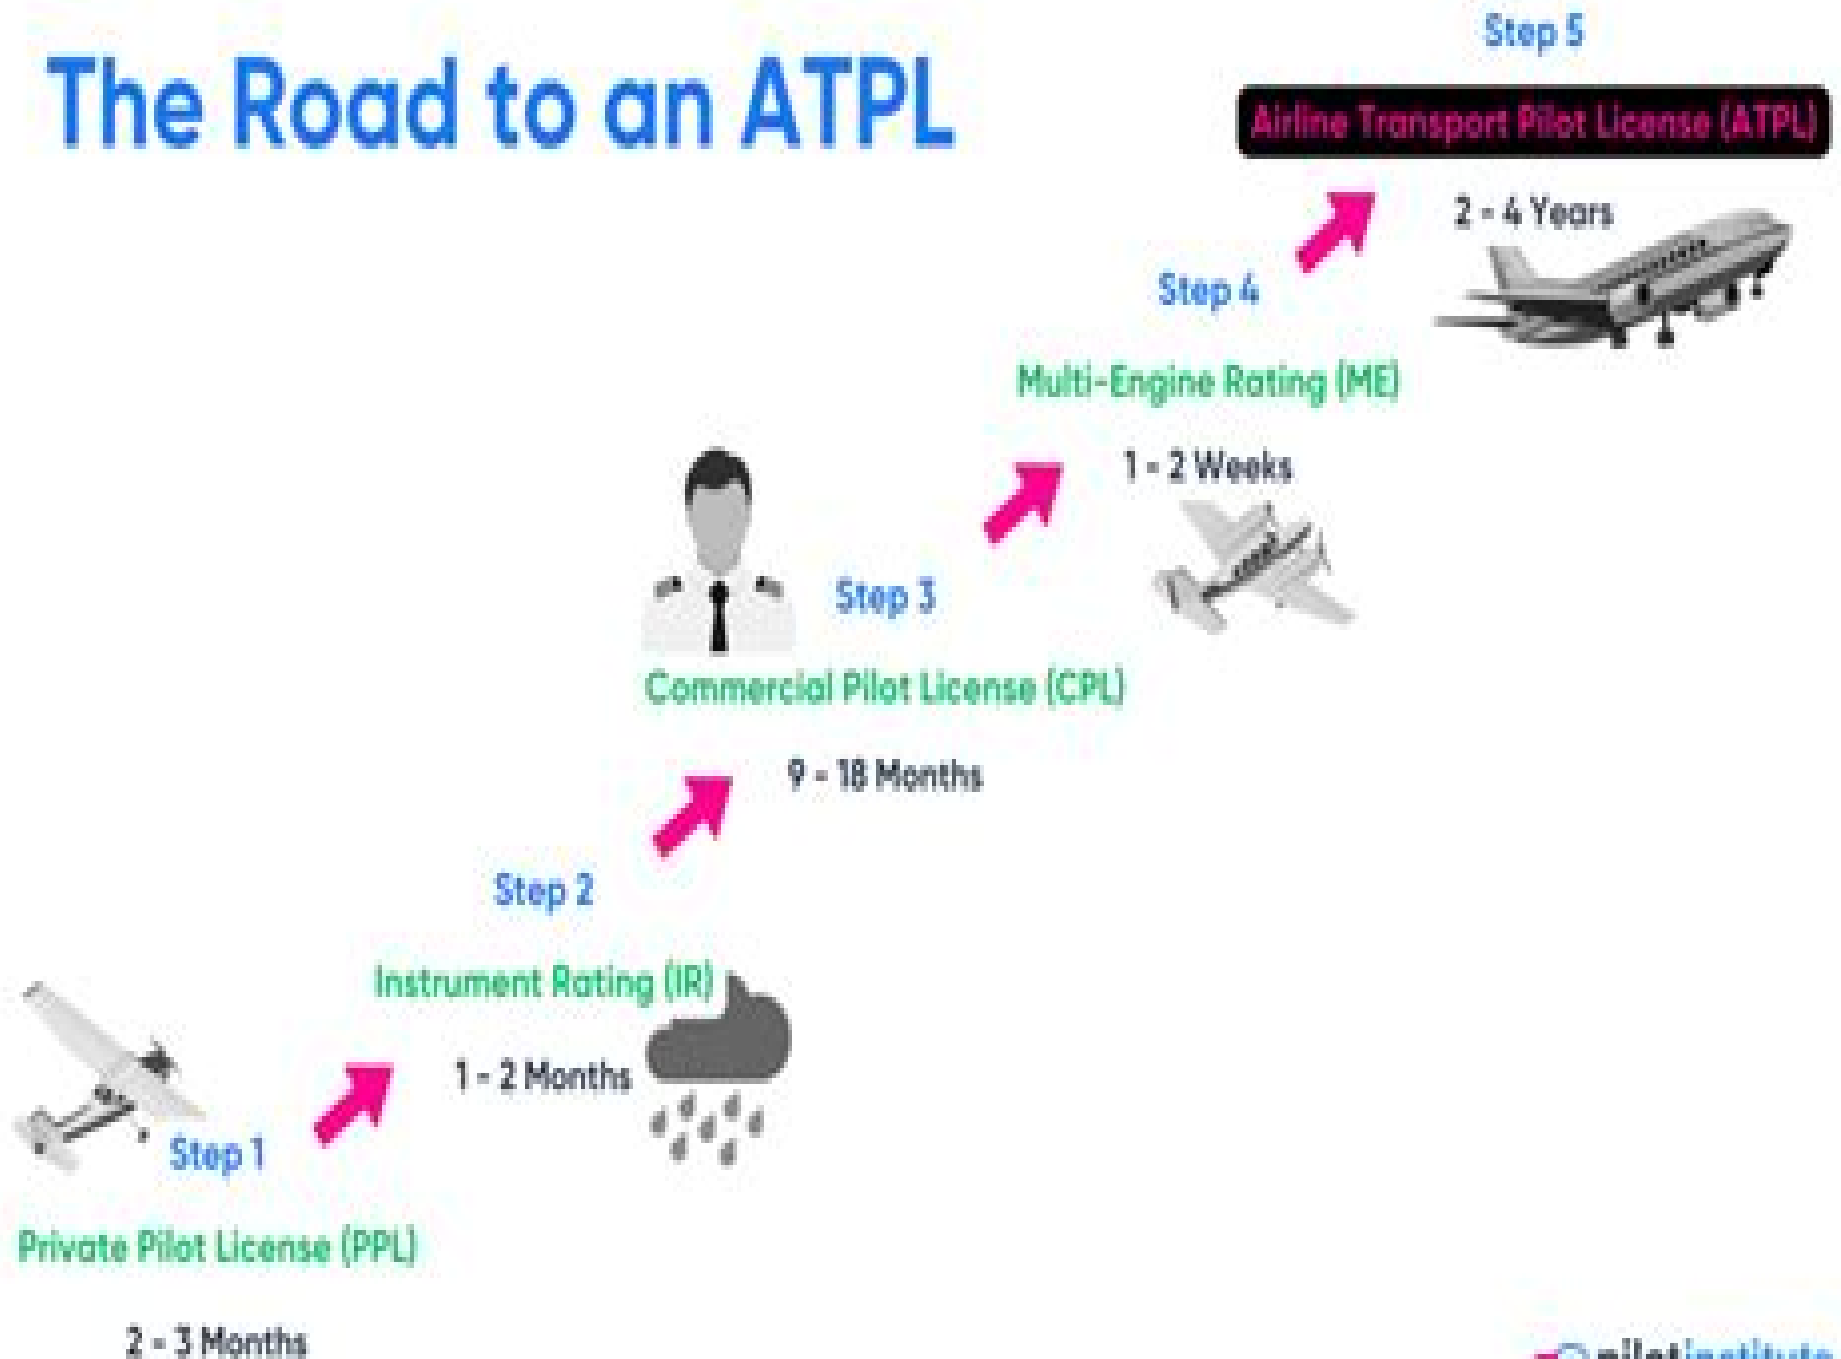 The Road to an ATPL
Step 5
Airline Transport Pilot License (ATPL)
2 - 4 Years
Step 4
Multi-Engine Rating (ME)
1 - 2 Weeks
Step 3
Commercial Pilot License (CPL)
9 - 18 Months
Step 2
Instrument Rating (IR)
1 - 2 Months
Step 1
Private Pilot License (PPL)
2 - 3 Months
pilotinstitute